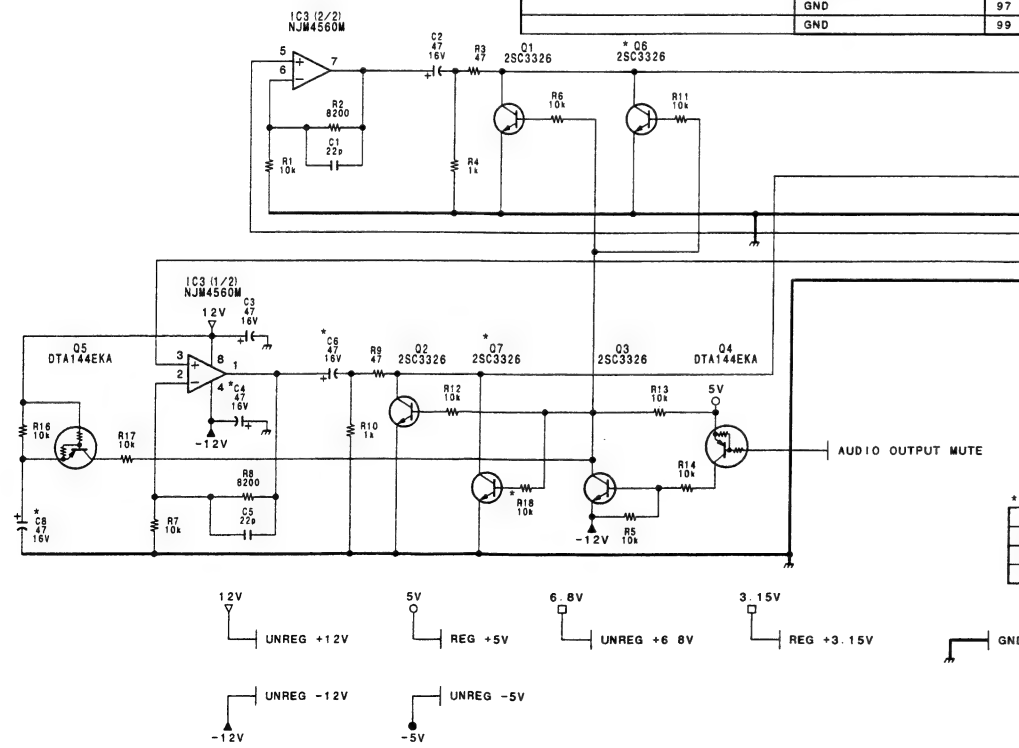 GND 97
GND 99
IC3 (2/2)
NJM4560M
5
6
7
C2
47
16V
+
R3
47
Q1
2SC3326
* Q6
2SC3326
R2
8200
C1
22p
R1
10k
R4
1k
R6
10k
R11
10k
IC3 (1/2)
NJM4560M
12V
C3
47
16V
+
Q5
DTA144EKA
3
2
8
1
4
* C4
47
16V
+
-12V
*
C6
47
16V
+
R9
47
Q2
2SC3326
*
Q7
2SC3326
Q3
2SC3326
Q4
DTA144EKA
5V
R12
10k
R13
10k
R16
10k
R17
10k
R10
1k
R8
8200
C5
22p
R7
10k
*
C8
47
16V
+
* R18
10k
R14
10k
R5
10k
-12V
AUDIO OUTPUT MUTE
*
12V
UNREG +12V
5V
REG +5V
6.8V
UNREG +6 8V
3.15V
REG +3.15V
GND
UNREG -12V
-12V
UNREG -5V
-5V